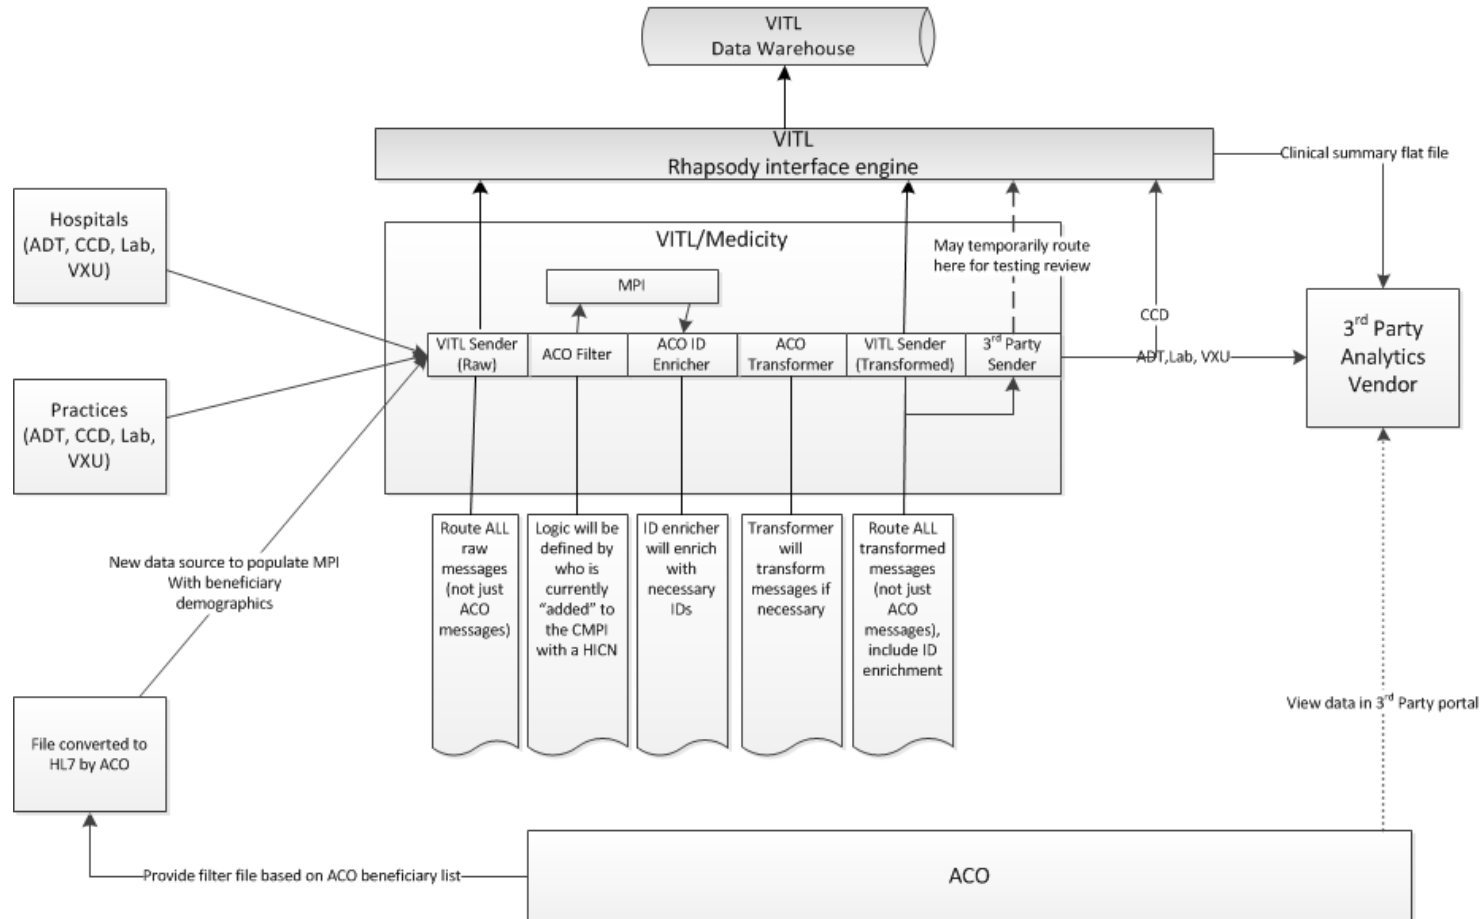 VITL
Data Warehouse
VITL
Rhapsody interface engine
Clinical summary flat file
Hospitals
(ADT, CCD, Lab,
VXU)
VITL/Medicity
May temporarily route
here for testing review
MPI
CCD
VITL Sender
(Raw)
ACO Filter
ACO ID
Enricher
ACO
Transformer
VITL Sender
(Transformed)
3rd Party
Sender
ADT,Lab, VXU
3rd Party
Analytics
Vendor
Practices
(ADT, CCD, Lab,
VXU)
Route ALL
raw
messages
(not just
ACO
messages)
Logic will be
defined by
who is
currently
“added” to
the CMPI
with a HICN
ID enricher
will enrich
with
necessary
IDs
Transformer
will
transform
messages if
necessary
Route ALL
transformed
messages
(not just
ACO
messages),
include ID
enrichment
New data source to populate MPI
With beneficiary
demographics
View data in 3rd Party portal
File converted to
HL7 by ACO
Provide filter file based on ACO beneficiary list
ACO